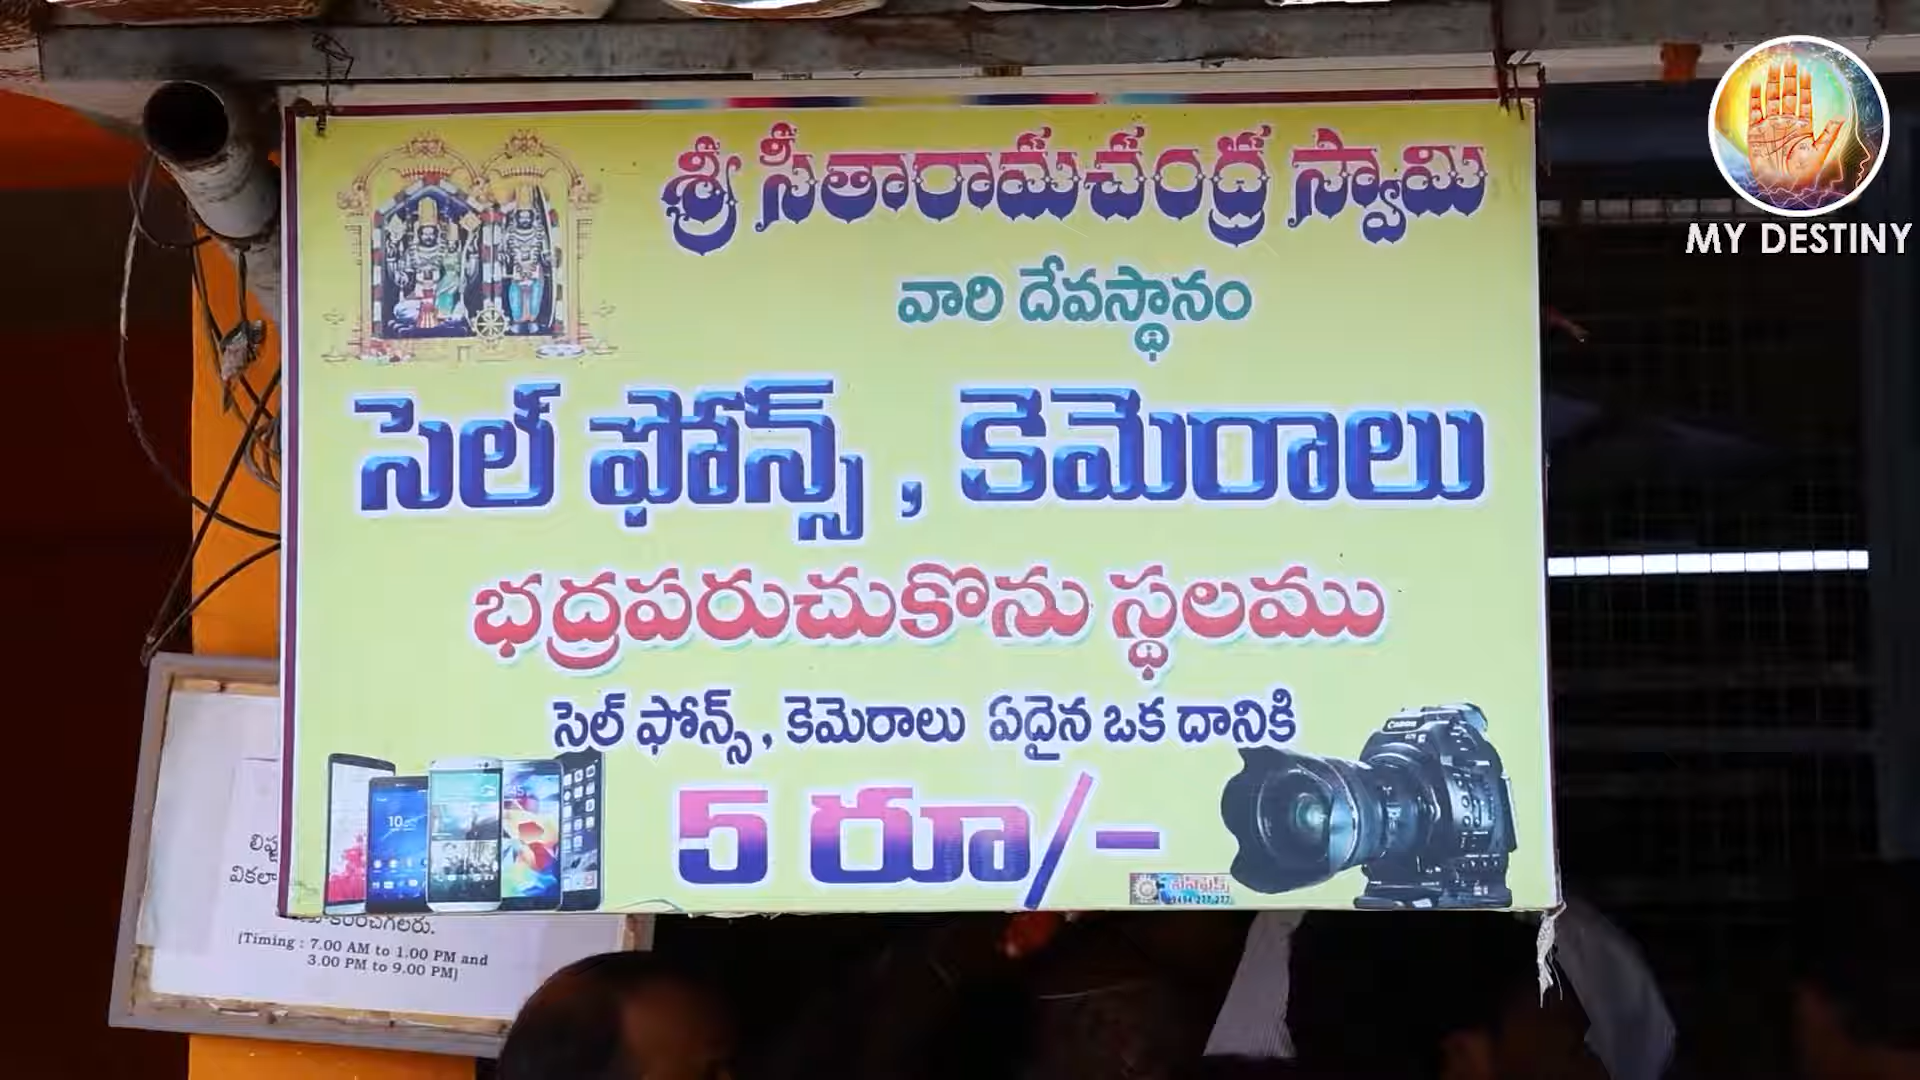 శ్రీ సీతారామచంద్ర స్వామి
వారి దేవస్థానం
సెల్ ఫోన్స్ , కెమెరాలు
భద్రపరుచుకొను స్థలము
సెల్ ఫోన్స్ , కెమెరాలు ఏదైన ఒక దానికి
5 రూ/-
Canon
MY DESTINY
(Timing : 7.00 AM to 1.00 PM and
3.00 PM to 9.00 PM)